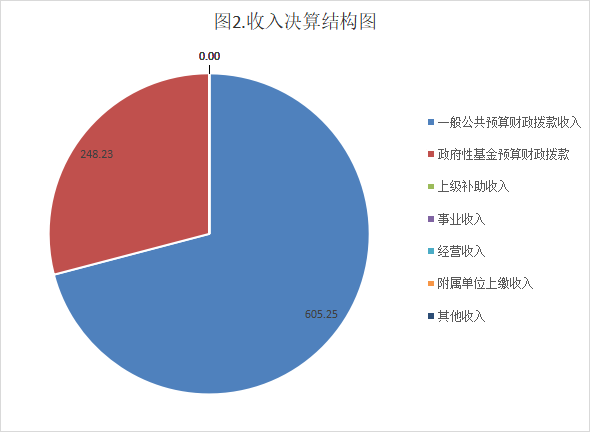 图2.收入决算结构图
0.00
248.23
605.25
一般公共预算财政拨款收入
政府性基金预算财政拨款
上级补助收入
事业收入
经营收入
附属单位上缴收入
其他收入